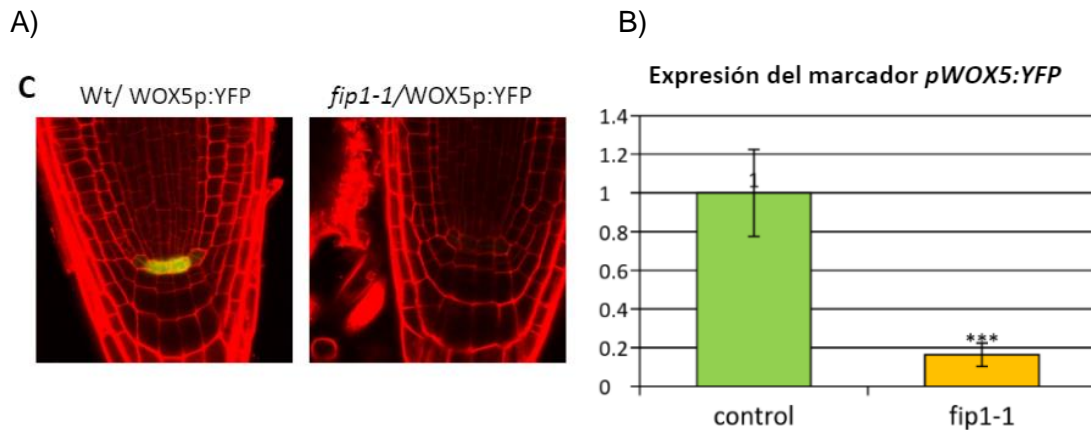 A)
B)
C
Wt/ WOX5p:YFP
fip1-1/WOX5p:YFP
Expresión del marcador pWOX5:YFP
1.4
1.2
1
0.8
0.6
0.4
0.2
0
1
***
control
fip1-1